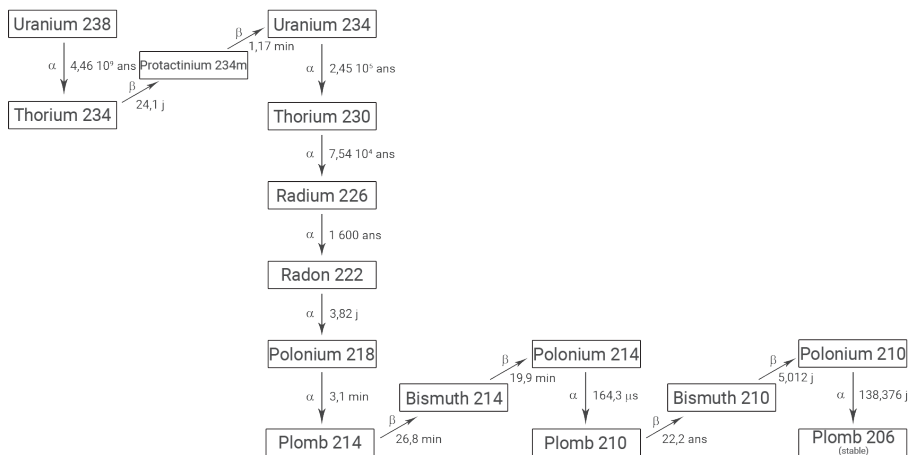 Uranium 238
Uranium 234
β
1,17 min
α
4,46 10⁹ ans
Protactinium 234m
α
2,45 10⁵ ans
β
24,1 j
Thorium 234
Thorium 230
α
7,54 10⁴ ans
Radium 226
α
1 600 ans
Radon 222
α
3,82 j
Polonium 218
Polonium 214
Polonium 210
β
19,9 min
β
5,012 j
α
3,1 min
Bismuth 214
α
164,3 µs
Bismuth 210
α
138,376 j
β
26,8 min
β
22,2 ans
Plomb 214
Plomb 210
Plomb 206
(stable)